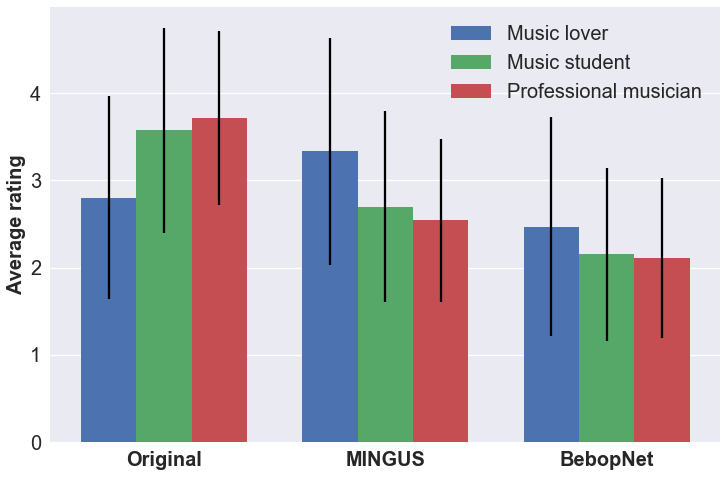 Music lover
Music student
Professional musician
Average rating
4
3
2
1
0
Original MINGUS BebopNet